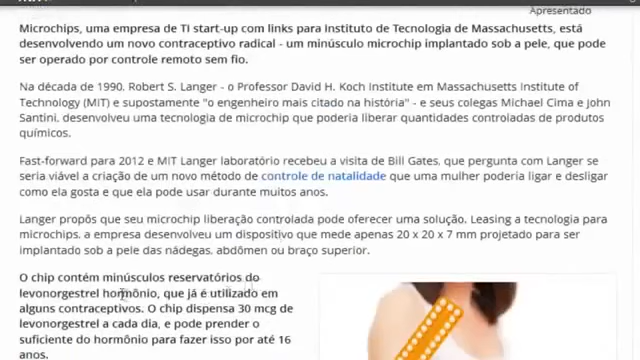 Apresentado
Microchips, uma empresa de TI start-up com links para Instituto de Tecnologia de Massachusetts, está
desenvolvendo um novo contraceptivo radical - um minúsculo microchip implantado sob a pele, que pode
ser operado por controle remoto sem fio.
Na década de 1990, Robert S. Langer - o Professor David H. Koch Institute em Massachusetts Institute of
Technology (MIT) e supostamente "o engenheiro mais citado na história" - e seus colegas Michael Cima e John
Santini, desenvolveu uma tecnologia de microchip que poderia liberar quantidades controladas de produtos
químicos.
Fast-forward para 2012 e MIT Langer laboratório recebeu a visita de Bill Gates, que pergunta com Langer se
seria viável a criação de um novo método de controle de natalidade que uma mulher poderia ligar e desligar
como ela gosta e que ela pode usar durante muitos anos.
Langer propôs que seu microchip liberação controlada pode oferecer uma solução. Leasing a tecnologia para
microchips, a empresa desenvolveu um dispositivo que mede apenas 20 x 20 x 7 mm projetado para ser
implantado sob a pele das nádegas, abdômen ou braço superior.
O chip contém minúsculos reservatórios do
levonorgestrel hormônio, que já é utilizado em
alguns contraceptivos. O chip dispensa 30 mcg de
levonorgestrel a cada dia, e pode prender o
suficiente do hormônio para fazer isso por até 16
anos.